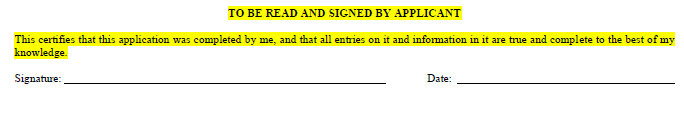 TO BE READ AND SIGNED BY APPLICANT
This certifies that this application was completed by me, and that all entries on it and information in it are true and complete to the best of my
knowledge.
Signature: Date: